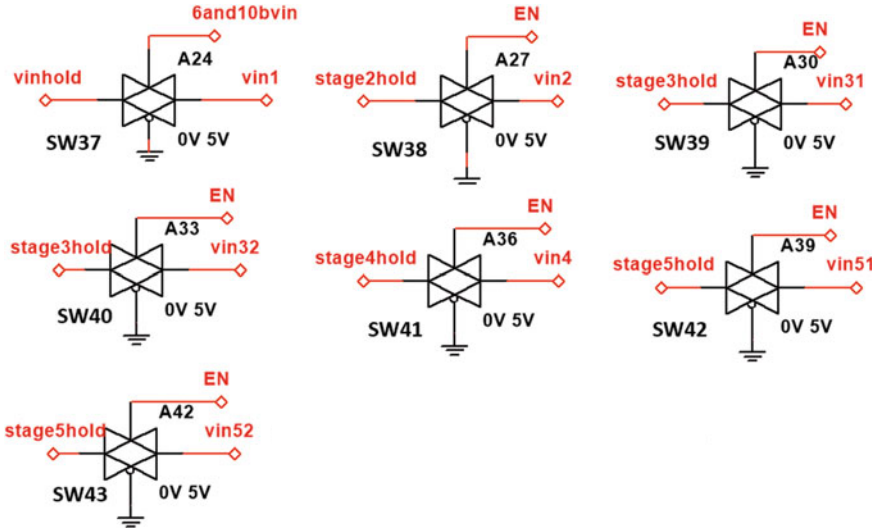 6and10bvin
A24
vinhold
vin1
0V 5V
SW37
EN
A27
stage2hold
vin2
0V 5V
SW38
EN
A30
stage3hold
vin31
0V 5V
SW39
EN
A33
stage3hold
vin32
0V 5V
SW40
EN
A36
stage4hold
vin4
0V 5V
SW41
EN
A39
stage5hold
vin51
0V 5V
SW42
EN
A42
stage5hold
vin52
0V 5V
SW43